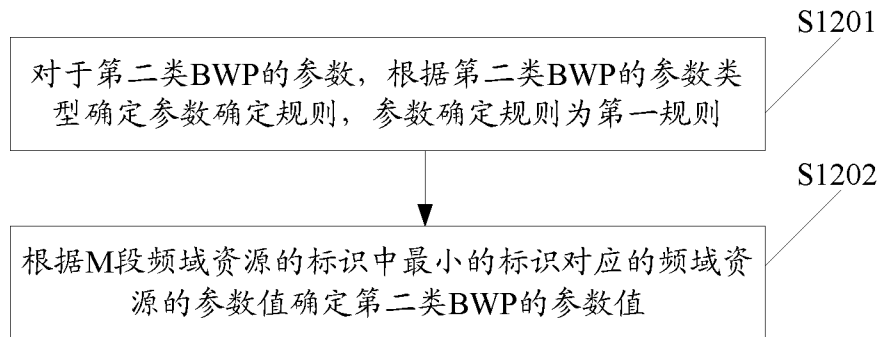 S1201
对于第二类BWP的参数，根据第二类BWP的参数类
型确定参数确定规则，参数确定规则为第一规则
S1202
根据M段频域资源的标识中最小的标识对应的频域资
源的参数值确定第二类BWP的参数值